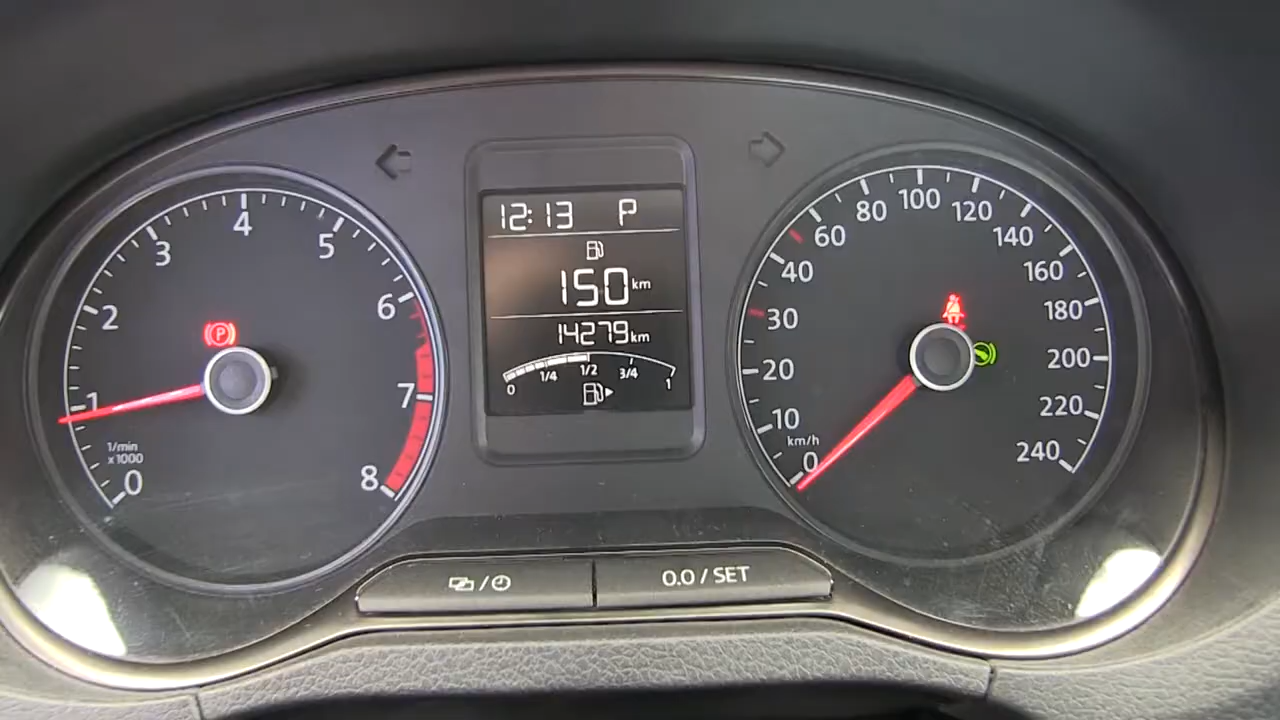 12:13 P
150 km
14279 km
0 1/4 1/2 3/4 1
0 1 2 3 4 5 6 7 8
1/min
x 1000
P
0 10 20 30 40 60 80 100 120 140 160 180 200 220 240
km/h
0.0 / SET